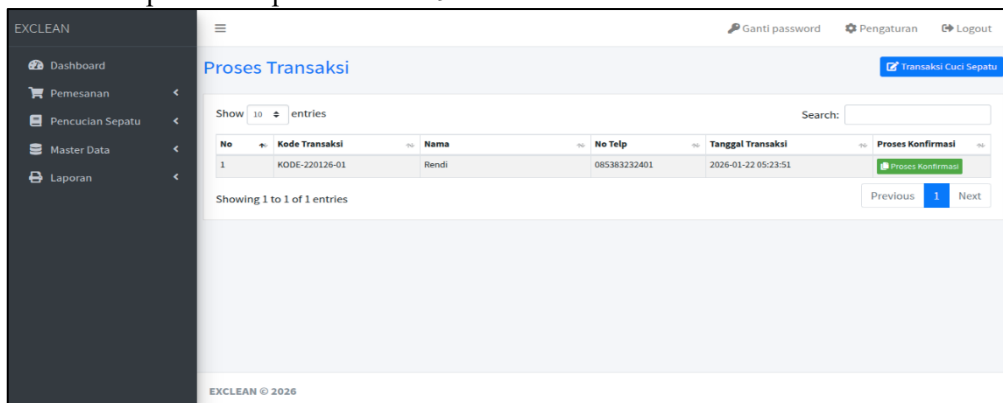 EXCLEAN
Ganti password Pengaturan Logout
Dashboard
Pemesanan
Pencucian Sepatu
Master Data
Laporan
Proses Transaksi
Transaksi Cuci Sepatu
Show 10 entries
Search:
No Kode Transaksi Nama No Telp Tanggal Transaksi Proses Konfirmasi
1 KODE-220126-01 Rendi 085383232401 2026-01-22 05:23:51 Proses Konfirmasi
Showing 1 to 1 of 1 entries
Previous 1 Next
EXCLEAN © 2026